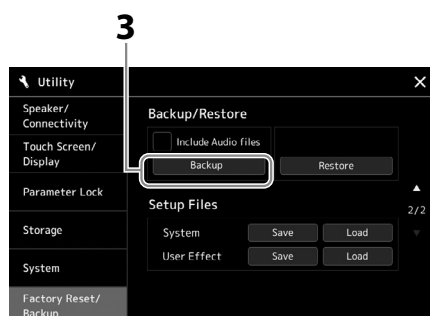 3
Utility
Speaker/
Connectivity
Touch Screen/
Display
Parameter Lock
Storage
System
Factory Reset/
Backup
Backup/Restore
Include Audio files
Backup Restore
Setup Files
System Save Load
User Effect Save Load
2/2